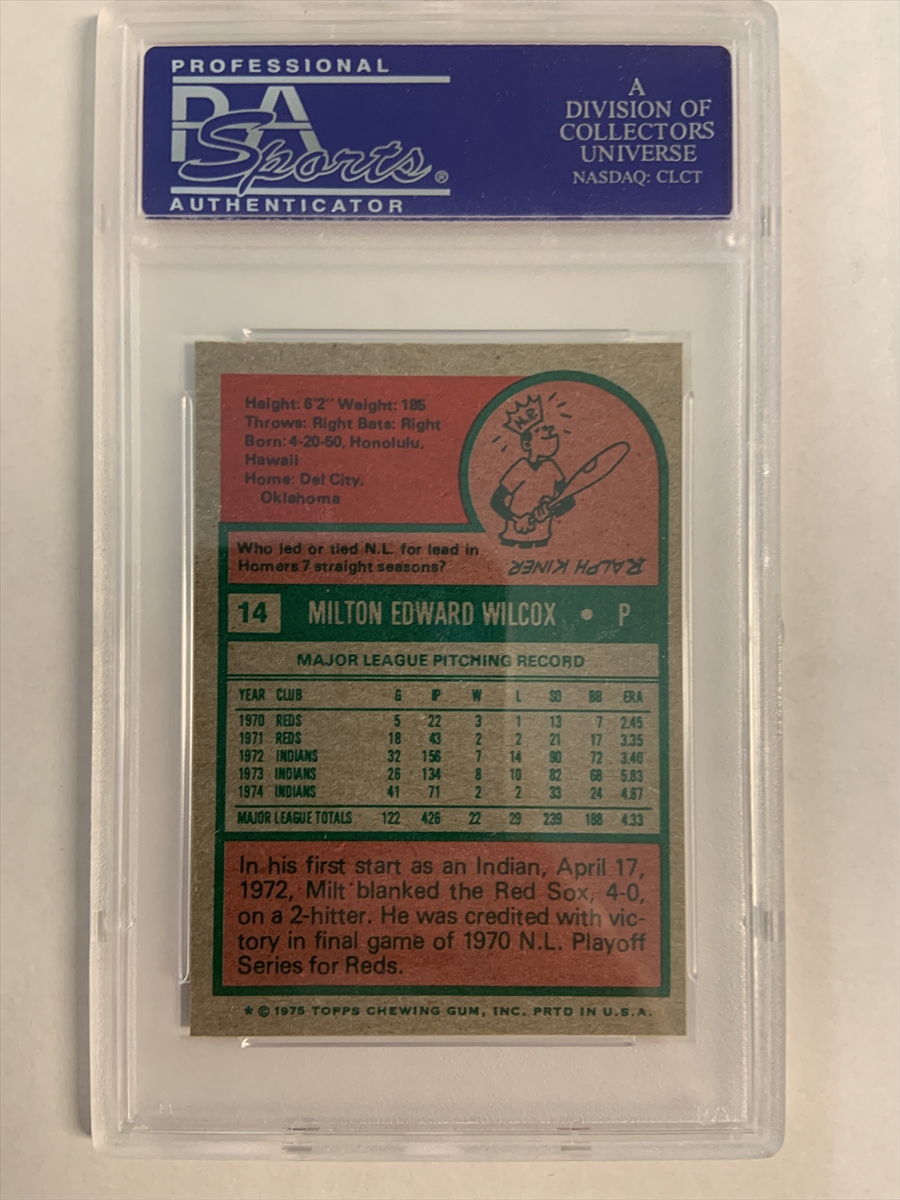 PROFESSIONAL
PSA
Sports®
AUTHENTICATOR
A
DIVISION OF
COLLECTORS
UNIVERSE
NASDAQ: CLCT
Height: 6'2" Weight: 185
Throws: Right Bats: Right
Born: 4-20-50, Honolulu,
Hawaii
Home: Del City,
Oklahoma
H.R.
Who led or tied N.L. for lead in
Homers 7 straight seasons?
RALPH KINER
14 MILTON EDWARD WILCOX • P
MAJOR LEAGUE PITCHING RECORD
YEAR CLUB G IP W L SO BB ERA
1970 REDS 5 22 3 1 13 7 2.45
1971 REDS 18 43 2 2 21 17 3.35
1972 INDIANS 32 156 7 14 90 72 3.40
1973 INDIANS 26 134 8 10 82 68 5.83
1974 INDIANS 41 71 2 2 33 24 4.67
MAJOR LEAGUE TOTALS 122 426 22 29 239 188 4.33
In his first start as an Indian, April 17,
1972, Milt blanked the Red Sox, 4-0,
on a 2-hitter. He was credited with vic-
tory in final game of 1970 N.L. Playoff
Series for Reds.
* © 1975 TOPPS CHEWING GUM, INC. PRTD IN U.S.A.